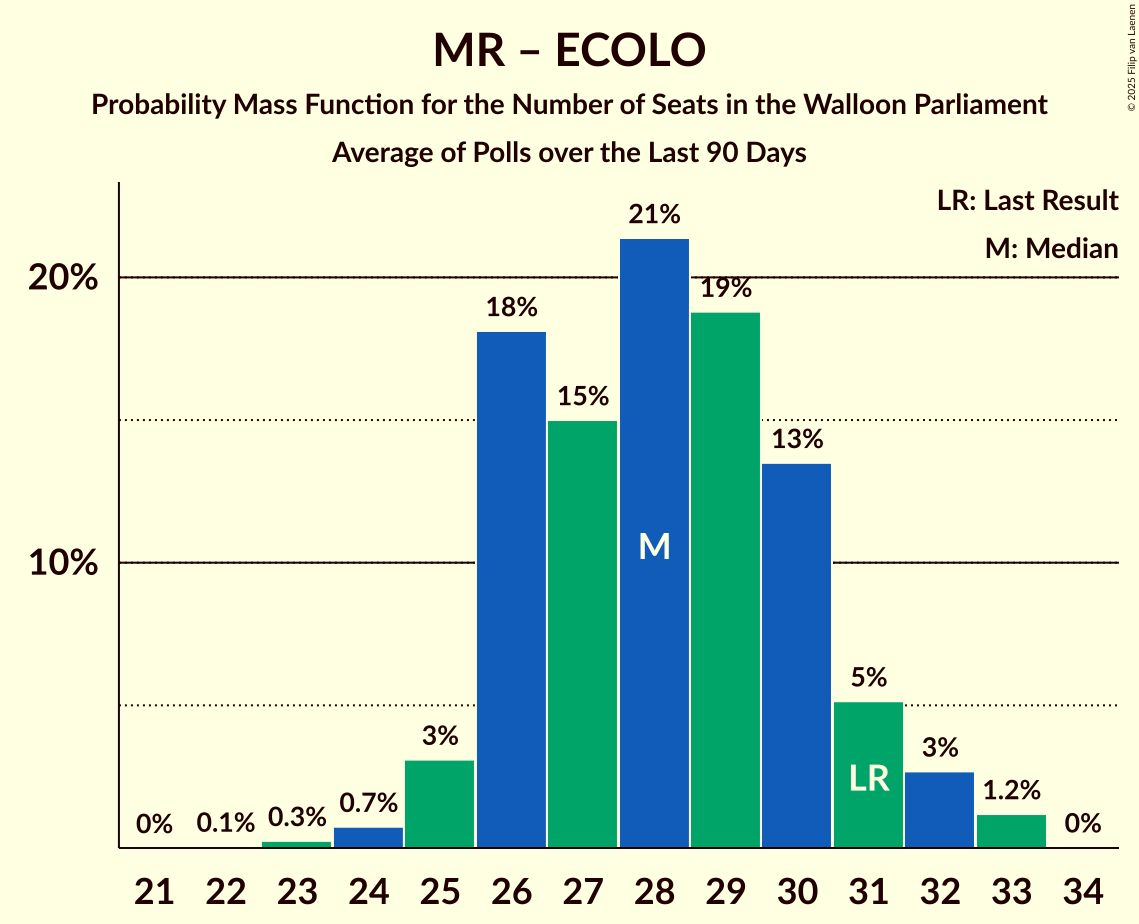 MR – ECOLO
Probability Mass Function for the Number of Seats in the Walloon Parliament
Average of Polls over the Last 90 Days
© 2025 Filip van Laenen
LR: Last Result
M: Median
20%
10%
0%
0.1%
0.3%
0.7%
3%
18%
15%
21%
19%
13%
5%
3%
1.2%
0%
M
LR
21 22 23 24 25 26 27 28 29 30 31 32 33 34